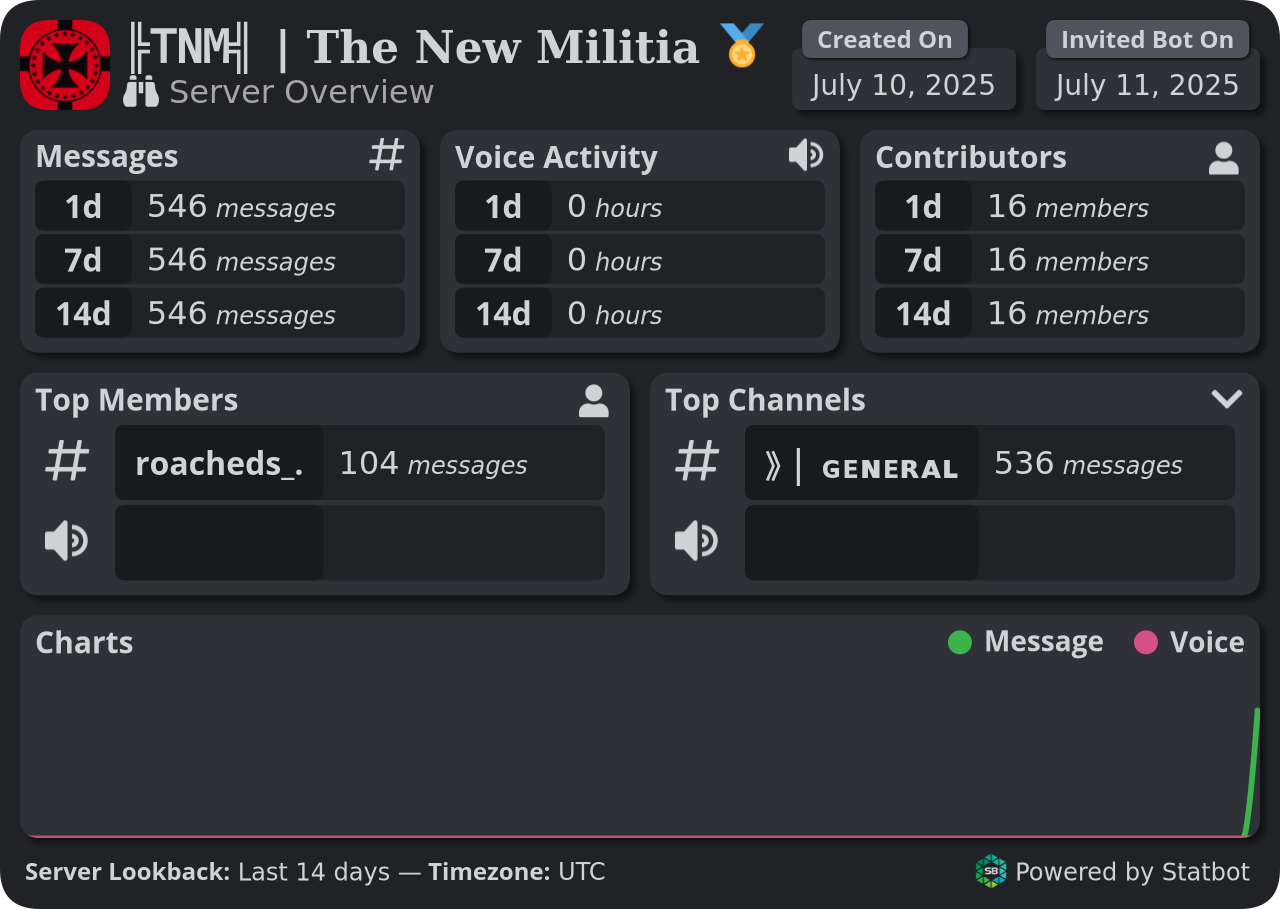 ╠TNM╣ | The New Militia 🏅
Server Overview
Created On
July 10, 2025
Invited Bot On
July 11, 2025
Messages
1d 546 messages
7d 546 messages
14d 546 messages
Voice Activity
1d 0 hours
7d 0 hours
14d 0 hours
Contributors
1d 16 members
7d 16 members
14d 16 members
Top Members
roacheds_. 104 messages
Top Channels
》| ɢᴇɴᴇʀᴀʟ 536 messages
Charts
Message Voice
Server Lookback: Last 14 days — Timezone: UTC
SB Powered by Statbot